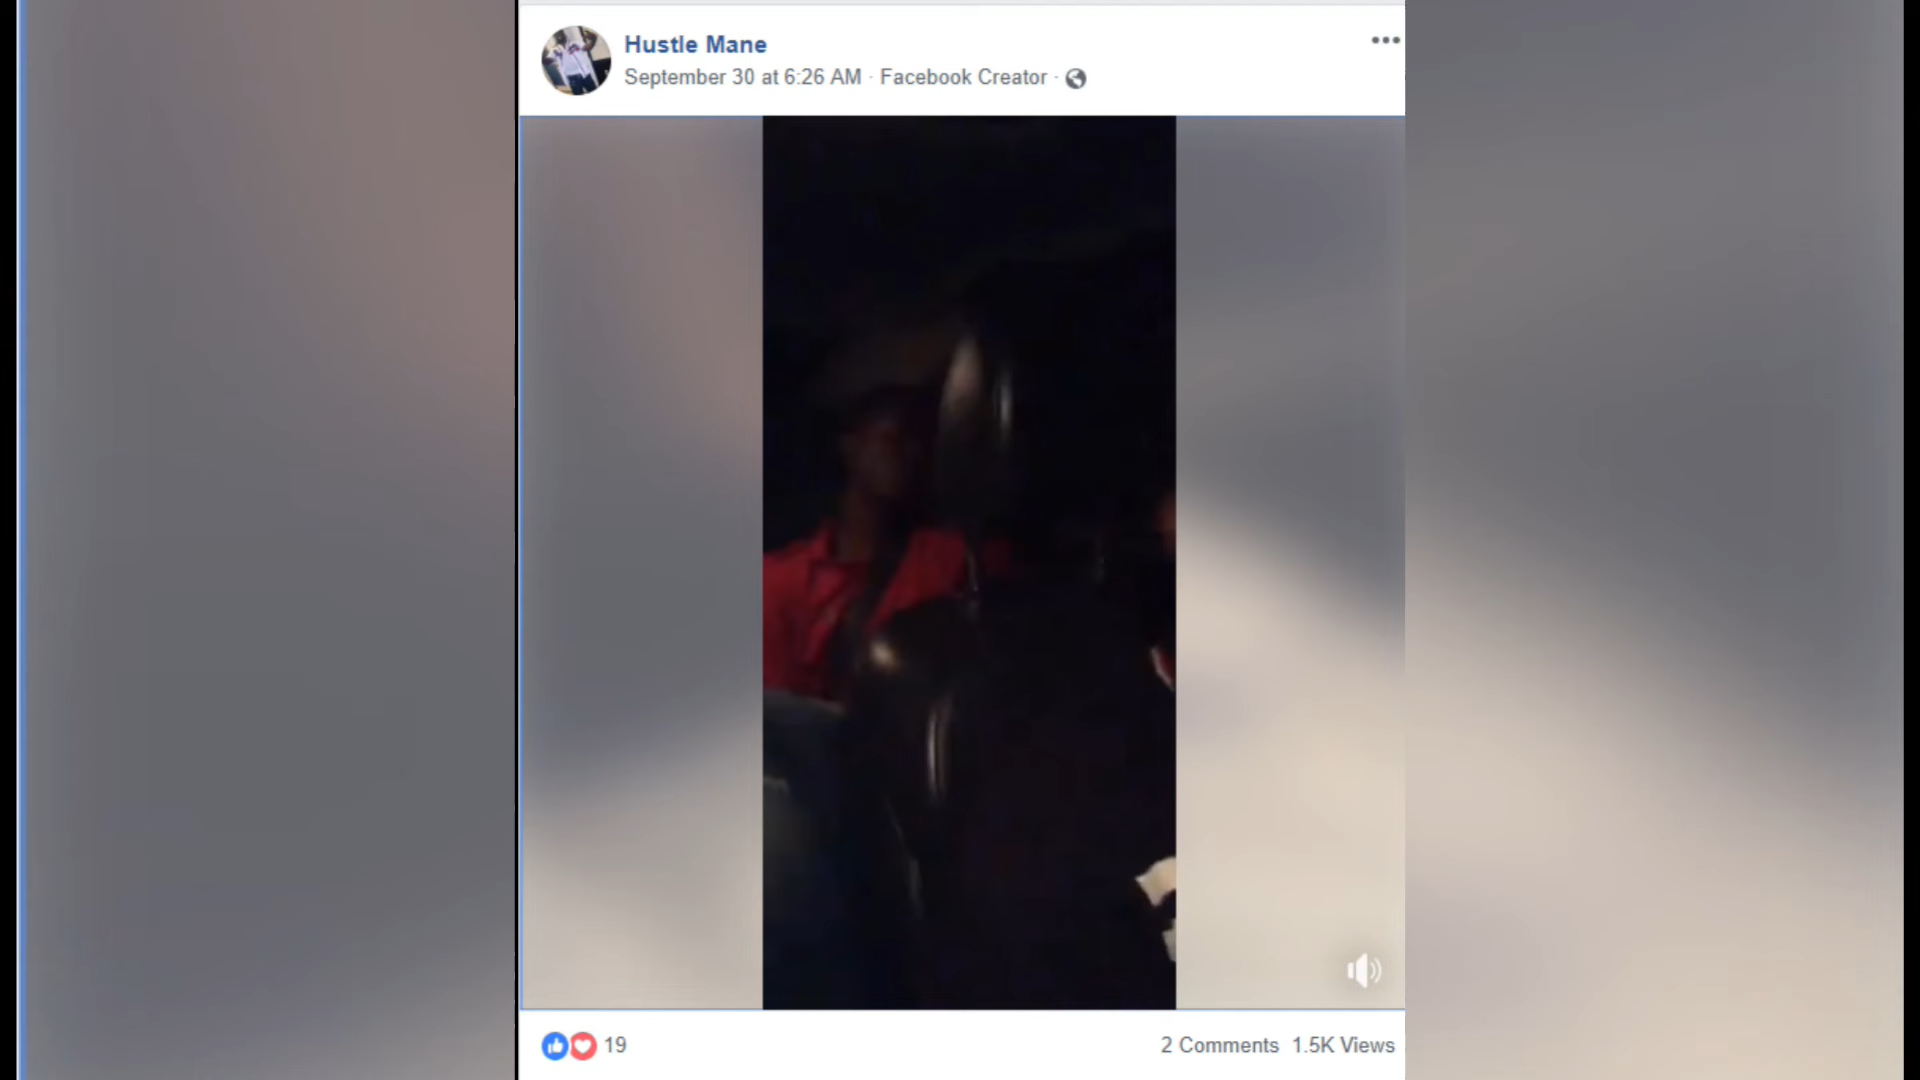 Hustle Mane
September 30 at 6:26 AM · Facebook Creator ·
19
2 Comments 1.5K Views